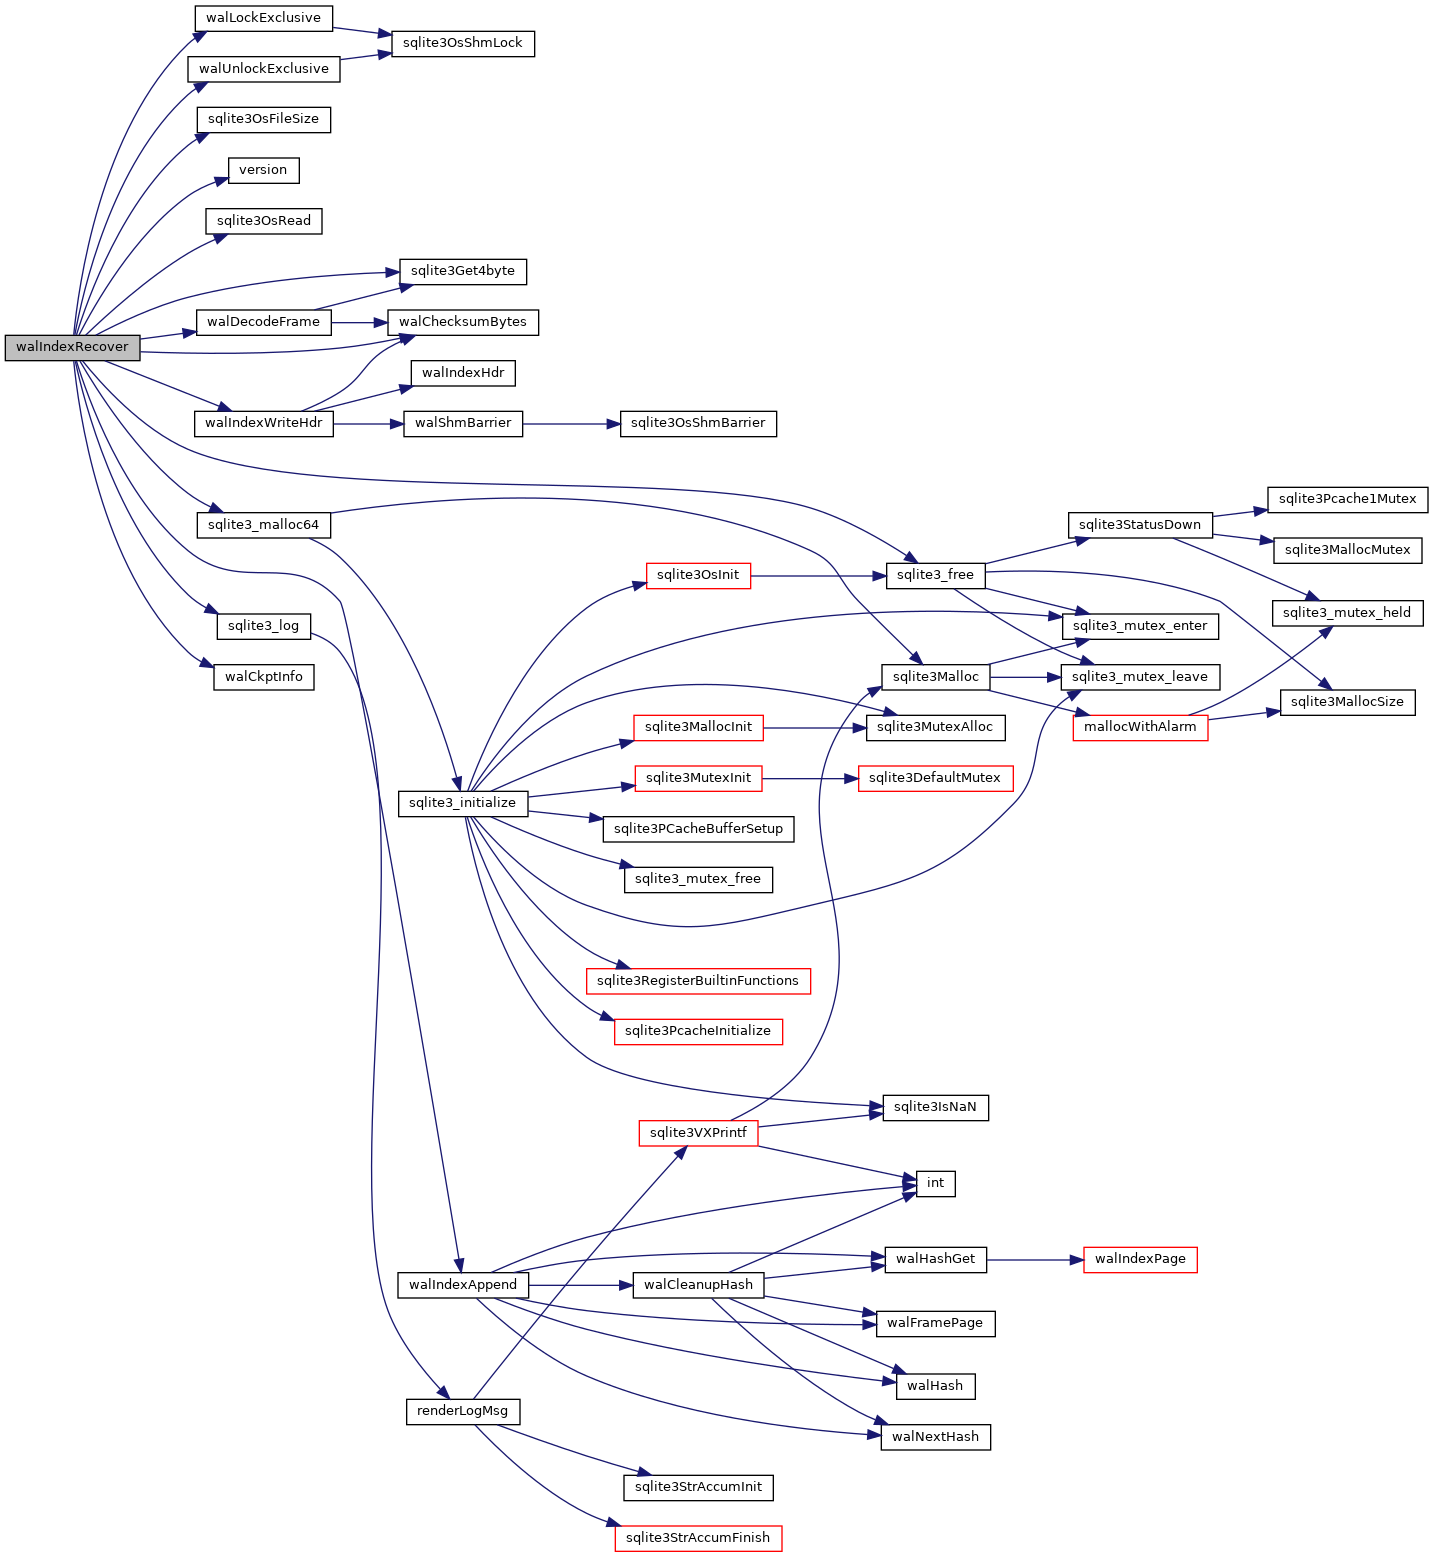 walLockExclusive
sqlite3OsShmLock
walUnlockExclusive
sqlite3OsFileSize
version
sqlite3OsRead
sqlite3Get4byte
walDecodeFrame
walChecksumBytes
walIndexRecover
walIndexHdr
walIndexWriteHdr
walShmBarrier
sqlite3OsShmBarrier
sqlite3Pcache1Mutex
sqlite3_malloc64
sqlite3StatusDown
sqlite3MallocMutex
sqlite3OsInit
sqlite3_free
sqlite3_mutex_held
sqlite3_log
sqlite3_mutex_enter
walCkptInfo
sqlite3Malloc
sqlite3_mutex_leave
sqlite3MallocSize
sqlite3MallocInit
sqlite3MutexAlloc
mallocWithAlarm
sqlite3MutexInit
sqlite3DefaultMutex
sqlite3_initialize
sqlite3PCacheBufferSetup
sqlite3_mutex_free
sqlite3RegisterBuiltinFunctions
sqlite3PcacheInitialize
sqlite3IsNaN
sqlite3VXPrintf
int
walHashGet
walIndexPage
walIndexAppend
walCleanupHash
walFramePage
walHash
renderLogMsg
walNextHash
sqlite3StrAccumInit
sqlite3StrAccumFinish